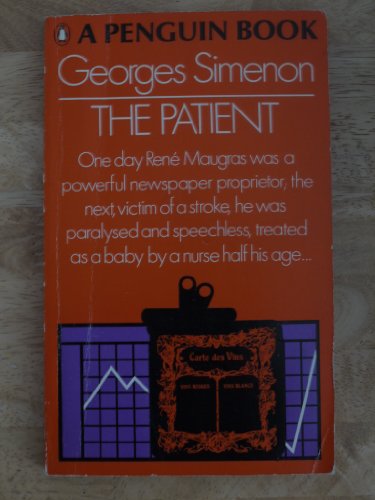 A PENGUIN BOOK
Georges Simenon
THE PATIENT
One day René Maugras was a
powerful newspaper proprietor; the
next, victim of a stroke, he was
paralysed and speechless, treated
as a baby by a nurse half his age...
Carte des Vins
VINS ROUGES VINS BLANCS